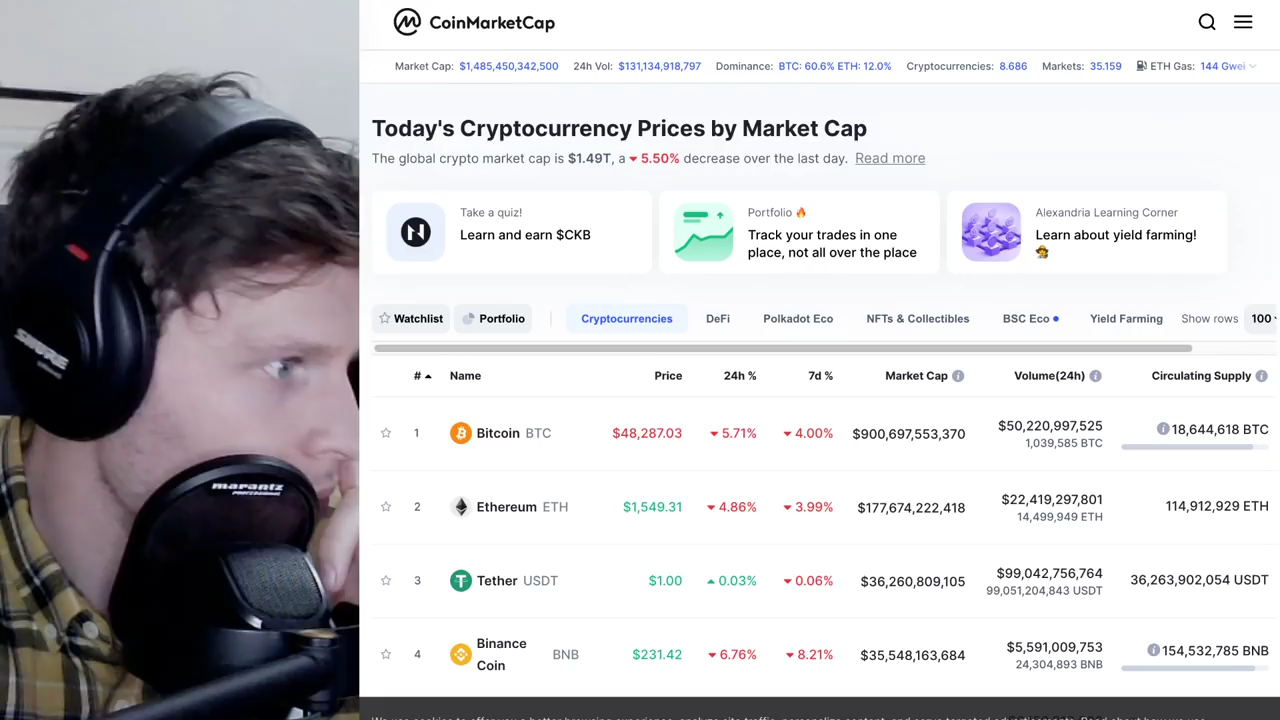 CoinMarketCap
Market Cap: $1,485,450,342,500 24h Vol: $131,134,918,797 Dominance: BTC: 60.6% ETH: 12.0% Cryptocurrencies: 8.686 Markets: 35.159 ETH Gas: 144 Gwei
Today's Cryptocurrency Prices by Market Cap
The global crypto market cap is $1.49T, a 5.50% decrease over the last day. Read more
Take a quiz!
Learn and earn $CKB
Portfolio 🔥
Track your trades in one
place, not all over the place
Alexandria Learning Corner
Learn about yield farming!
Watchlist Portfolio Cryptocurrencies DeFi Polkadot Eco NFTs & Collectibles BSC Eco Yield Farming Show rows 100
# Name Price 24h % 7d % Market Cap Volume(24h) Circulating Supply
1 Bitcoin BTC $48,287.03 5.71% 4.00% $900,697,553,370 $50,220,997,525 18,644,618 BTC
1,039,585 BTC
2 Ethereum ETH $1,549.31 4.86% 3.99% $177,674,222,418 $22,419,297,801 114,912,929 ETH
14,499,949 ETH
3 Tether USDT $1.00 0.03% 0.06% $36,260,809,105 $99,042,756,764 36,263,902,054 USDT
99,051,204,843 USDT
4 Binance Coin BNB $231.42 6.76% 8.21% $35,548,163,684 $5,591,009,753 154,532,785 BNB
24,304,893 BNB
SHURE
marantz
PROFESSIONAL